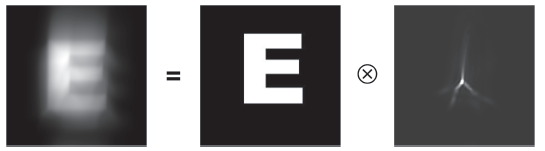 E = E ⊗